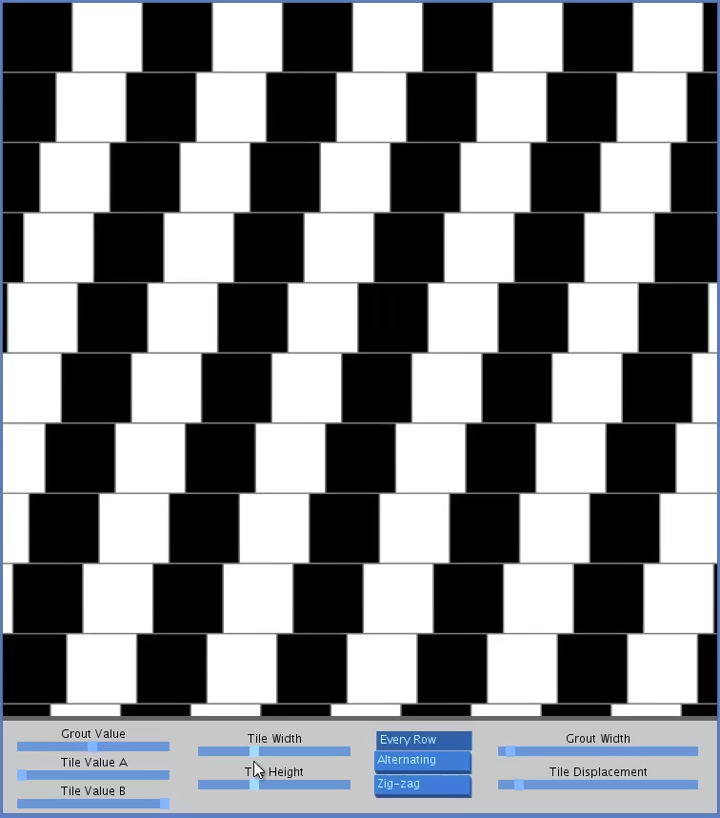 Grout Value
Tile Value A
Tile Value B
Tile Width
Tile Height
Every Row
Alternating
Zig-zag
Grout Width
Tile Displacement